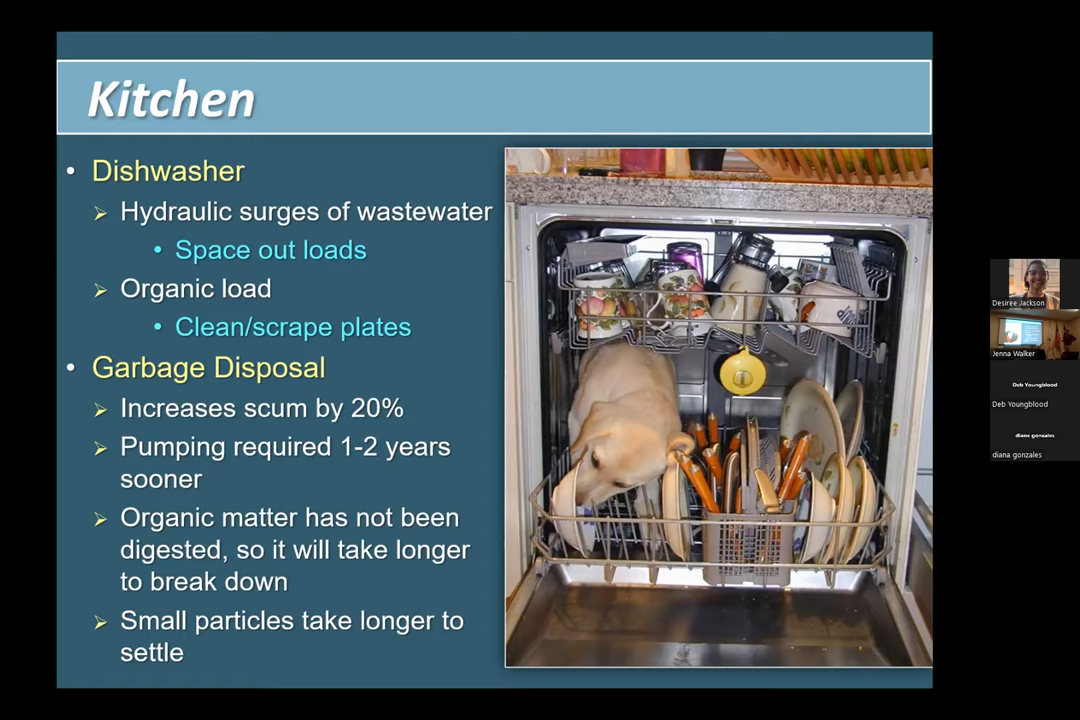 Kitchen
• Dishwasher
➢ Hydraulic surges of wastewater
• Space out loads
➢ Organic load
• Clean/scrape plates
• Garbage Disposal
➢ Increases scum by 20%
➢ Pumping required 1-2 years
sooner
➢ Organic matter has not been
digested, so it will take longer
to break down
➢ Small particles take longer to
settle
Desiree Jackson
Jenna Walker
Deb Youngblood
Deb Youngblood
diana gonzales
diana gonzales